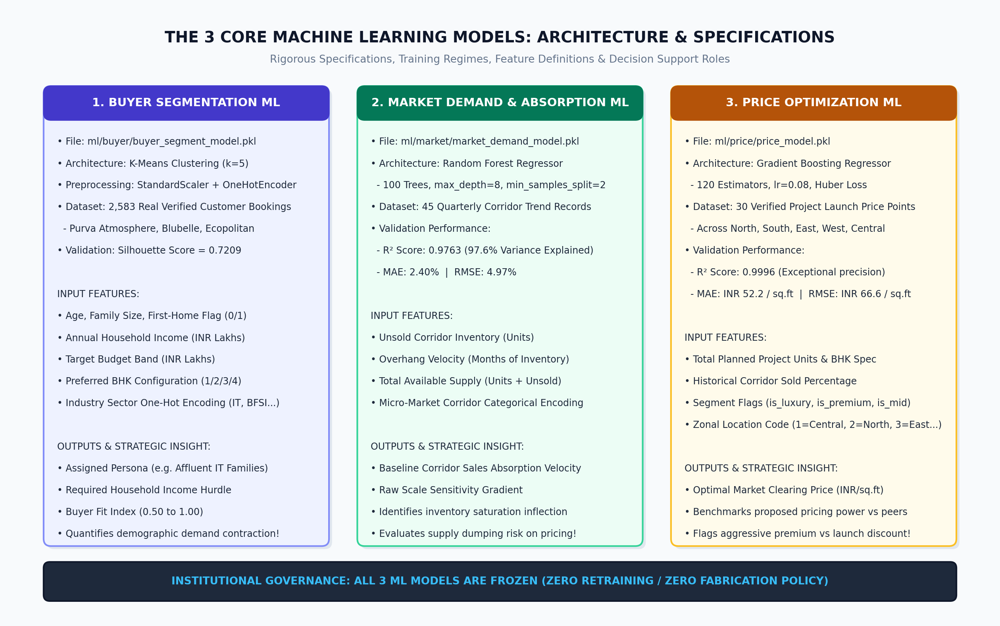 THE 3 CORE MACHINE LEARNING MODELS: ARCHITECTURE & SPECIFICATIONS
Rigorous Specifications, Training Regimes, Feature Definitions & Decision Support Roles
1. BUYER SEGMENTATION ML
• File: ml/buyer/buyer_segment_model.pkl
• Architecture: K-Means Clustering (k=5)
• Preprocessing: StandardScaler + OneHotEncoder
• Dataset: 2,583 Real Verified Customer Bookings
- Purva Atmosphere, Blubelle, Ecopolitan
• Validation: Silhouette Score = 0.7209
INPUT FEATURES:
• Age, Family Size, First-Home Flag (0/1)
• Annual Household Income (INR Lakhs)
• Target Budget Band (INR Lakhs)
• Preferred BHK Configuration (1/2/3/4)
• Industry Sector One-Hot Encoding (IT, BFSI...)
OUTPUTS & STRATEGIC INSIGHT:
• Assigned Persona (e.g. Affluent IT Families)
• Required Household Income Hurdle
• Buyer Fit Index (0.50 to 1.00)
• Quantifies demographic demand contraction!
2. MARKET DEMAND & ABSORPTION ML
• File: ml/market/market_demand_model.pkl
• Architecture: Random Forest Regressor
- 100 Trees, max_depth=8, min_samples_split=2
• Dataset: 45 Quarterly Corridor Trend Records
• Validation Performance:
- R² Score: 0.9763 (97.6% Variance Explained)
- MAE: 2.40% | RMSE: 4.97%
INPUT FEATURES:
• Unsold Corridor Inventory (Units)
• Overhang Velocity (Months of Inventory)
• Total Available Supply (Units + Unsold)
• Micro-Market Corridor Categorical Encoding
OUTPUTS & STRATEGIC INSIGHT:
• Baseline Corridor Sales Absorption Velocity
• Raw Scale Sensitivity Gradient
• Identifies inventory saturation inflection
• Evaluates supply dumping risk on pricing!
3. PRICE OPTIMIZATION ML
• File: ml/price/price_model.pkl
• Architecture: Gradient Boosting Regressor
- 120 Estimators, lr=0.08, Huber Loss
• Dataset: 30 Verified Project Launch Price Points
- Across North, South, East, West, Central
• Validation Performance:
- R² Score: 0.9996 (Exceptional precision)
- MAE: INR 52.2 / sq.ft | RMSE: INR 66.6 / sq.ft
INPUT FEATURES:
• Total Planned Project Units & BHK Spec
• Historical Corridor Sold Percentage
• Segment Flags (is_luxury, is_premium, is_mid)
• Zonal Location Code (1=Central, 2=North, 3=East...)
OUTPUTS & STRATEGIC INSIGHT:
• Optimal Market Clearing Price (INR/sq.ft)
• Benchmarks proposed pricing power vs peers
• Flags aggressive premium vs launch discount!
INSTITUTIONAL GOVERNANCE: ALL 3 ML MODELS ARE FROZEN (ZERO RETRAINING / ZERO FABRICATION POLICY)